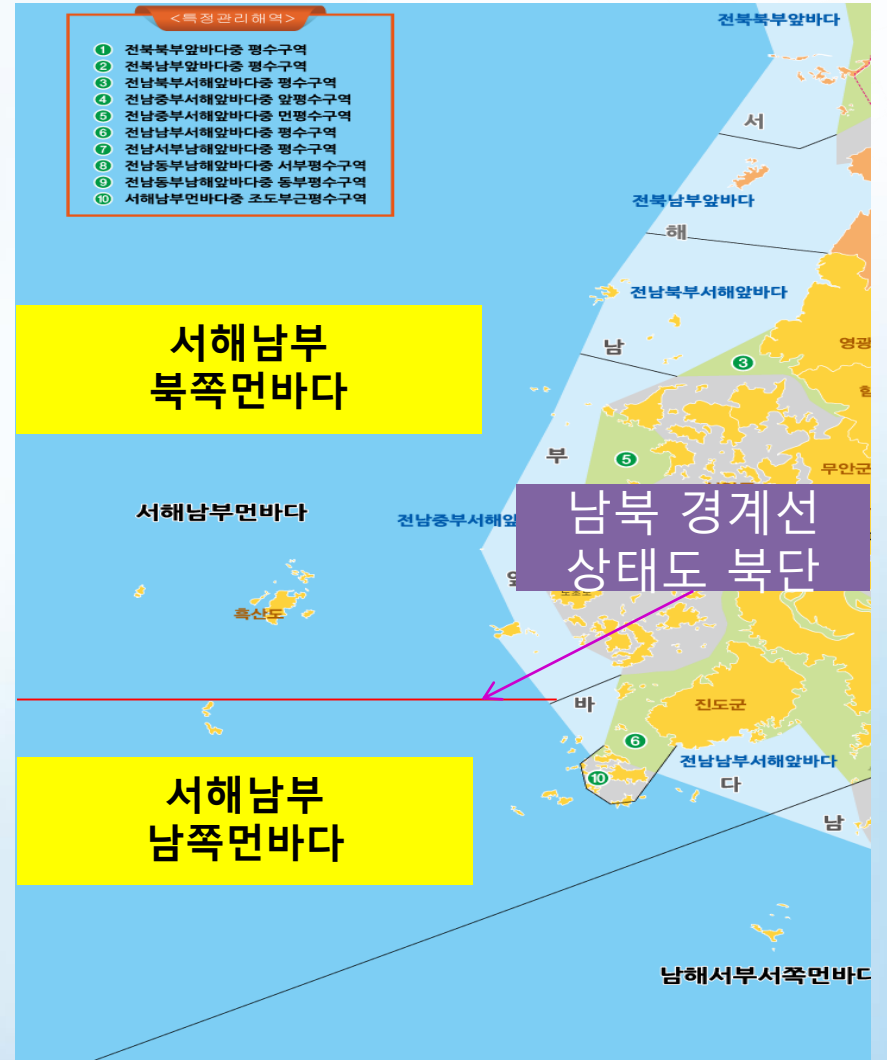 <특정관리해역>
1 전북북부앞바다중 평수구역
2 전북남부앞바다중 평수구역
3 전남북부서해앞바다중 평수구역
4 전남중부서해앞바다중 앞평수구역
5 전남중부서해앞바다중 먼평수구역
6 전남남부서해앞바다중 평수구역
7 전남서부남해앞바다중 평수구역
8 전남동부남해앞바다중 서부평수구역
9 전남동부남해앞바다중 동부평수구역
10 서해남부먼바다중 조도부근평수구역
전북북부앞바다
서
전북남부앞바다
해
전남북부서해앞바다
서해남부
북쪽먼바다
남
3
영광
함
부
5
무안군
서해남부먼바다
전남중부서해앞
남북 경계선
상태도 북단
흑산도
바
진도군
6
전남남부서해앞바다
10
다
서해남부
남쪽먼바다
남
남해서부서쪽먼바다